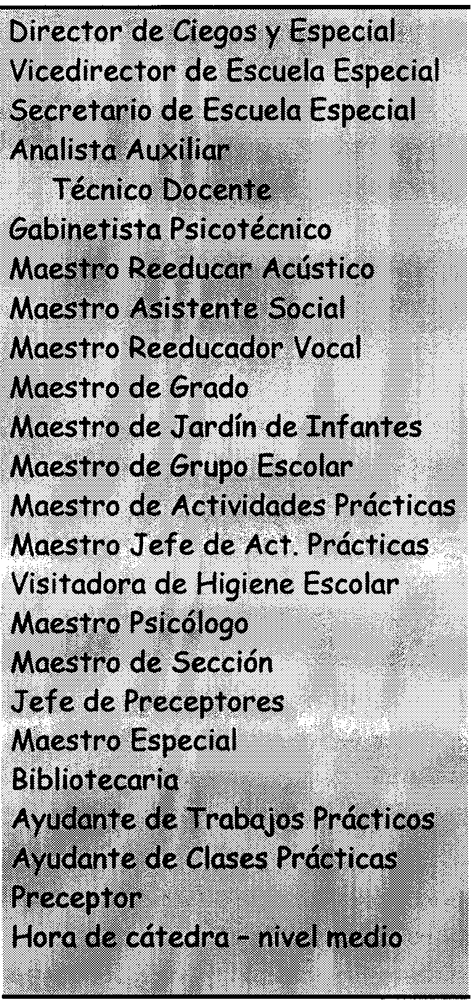 Director de Ciegos y Especial
Vicedirector de Escuela Especial
Secretario de Escuela Especial
Analista Auxiliar
Técnico Docente
Gabinetista Psicotécnico
Maestro Reeducar Acústico
Maestro Asistente Social
Maestro Reeducador Vocal
Maestro de Grado
Maestro de Jardín de Infantes
Maestro de Grupo Escolar
Maestro de Actividades Prácticas
Maestro Jefe de Act. Prácticas
Visitadora de Higiene Escolar
Maestro Psicólogo
Maestro de Sección
Jefe de Preceptores
Maestro Especial
Bibliotecaria
Ayudante de Trabajos Prácticos
Ayudante de Clases Prácticas
Preceptor
Hora de cátedra – nivel medio